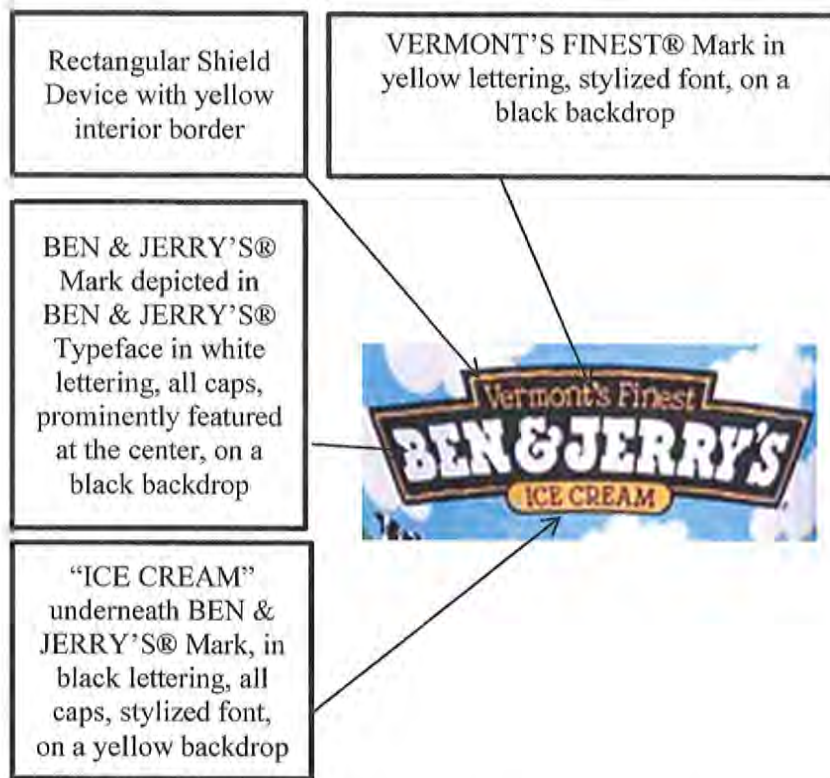 Rectangular Shield
Device with yellow
interior border
VERMONT'S FINEST® Mark in
yellow lettering, stylized font, on a
black backdrop
BEN & JERRY'S®
Mark depicted in
BEN & JERRY'S®
Typeface in white
lettering, all caps,
prominently featured
at the center, on a
black backdrop
Vermont's Finest
BEN & JERRY'S
ICE CREAM
"ICE CREAM"
underneath BEN &
JERRY'S® Mark, in
black lettering, all
caps, stylized font,
on a yellow backdrop